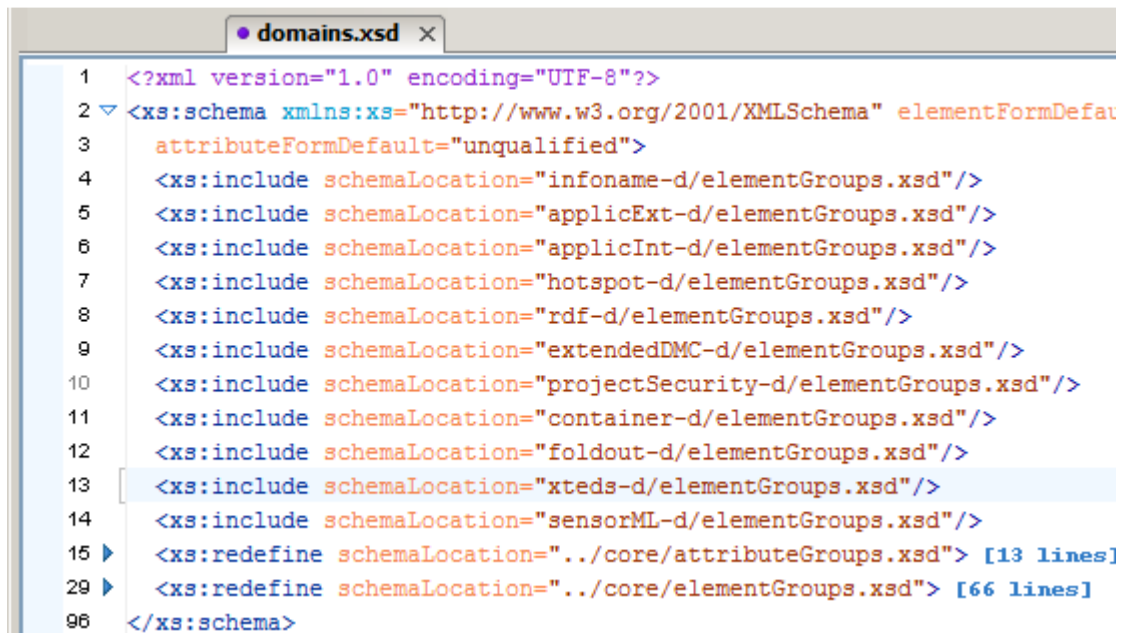 domains.xsd ×
1 <?xml version="1.0" encoding="UTF-8"?>
2 <xs:schema xmlns:xs="http://www.w3.org/2001/XMLSchema" elementFormDefau
3 attributeFormDefault="unqualified">
4 <xs:include schemaLocation="infoname-d/elementGroups.xsd"/>
5 <xs:include schemaLocation="applicExt-d/elementGroups.xsd"/>
6 <xs:include schemaLocation="applicInt-d/elementGroups.xsd"/>
7 <xs:include schemaLocation="hotspot-d/elementGroups.xsd"/>
8 <xs:include schemaLocation="rdf-d/elementGroups.xsd"/>
9 <xs:include schemaLocation="extendedDMC-d/elementGroups.xsd"/>
10 <xs:include schemaLocation="projectSecurity-d/elementGroups.xsd"/>
11 <xs:include schemaLocation="container-d/elementGroups.xsd"/>
12 <xs:include schemaLocation="foldout-d/elementGroups.xsd"/>
13 <xs:include schemaLocation="xteds-d/elementGroups.xsd"/>
14 <xs:include schemaLocation="sensorML-d/elementGroups.xsd"/>
15 <xs:redefine schemaLocation="../core/attributeGroups.xsd"> [13 lines]
29 <xs:redefine schemaLocation="../core/elementGroups.xsd"> [66 lines]
96 </xs:schema>